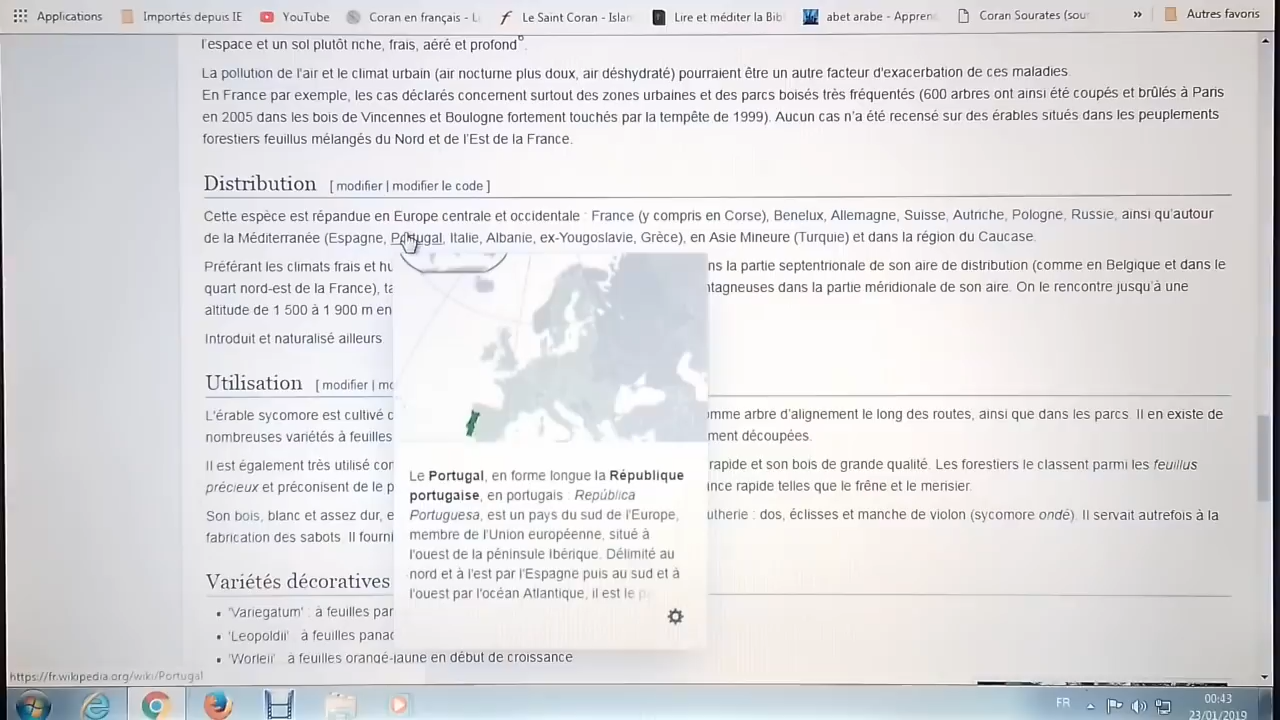 Applications
Importés depuis IE
YouTube
Coran en français - L
Le Saint Coran - Islam
Lire et méditer la Bib
abet arabe - Appren
Coran Sourates (sou
»
Autres favoris
l'espace et un sol plutôt riche, frais, aéré et profond
La pollution de l'air et le climat urbain (air nocturne plus doux, air déshydraté) pourraient être un autre facteur d'exacerbation de ces maladies.
En France par exemple, les cas déclarés concernent surtout des zones urbaines et des parcs boisés très fréquentés (600 arbres ont ainsi été coupés et brûlés à Paris
en 2005 dans les bois de Vincennes et Boulogne fortement touchés par la tempête de 1999). Aucun cas n'a été recensé sur des érables situés dans les peuplements
forestiers feuillus mélangés du Nord et de l'Est de la France.
Distribution [ modifier | modifier le code ]
Cette espèce est répandue en Europe centrale et occidentale : France (y compris en Corse), Benelux, Allemagne, Suisse, Autriche, Pologne, Russie, ainsi qu'autour
de la Méditerranée (Espagne, Portugal, Italie, Albanie, ex-Yougoslavie, Grèce), en Asie Mineure (Turquie) et dans la région du Caucase.
Préférant les climats frais et hu ns la partie septentrionale de son aire de distribution (comme en Belgique et dans le
quart nord-est de la France), ta ntagneuses dans la partie méridionale de son aire. On le rencontre jusqu'à une
altitude de 1 500 à 1 900 m en
Introduit et naturalisé ailleurs
Utilisation [ modifier | mo
L'érable sycomore est cultivé c mme arbre d'alignement le long des routes, ainsi que dans les parcs. Il en existe de
nombreuses variétés à feuilles ment découpées.
Il est également très utilisé cor rapide et son bois de grande qualité. Les forestiers le classent parmi les feuillus
précieux et préconisent de le p nce rapide telles que le frêne et le merisier.
Son bois, blanc et assez dur, e utherie : dos, éclisses et manche de violon (sycomore ondé). Il servait autrefois à la
fabrication des sabots. Il fourni
Variétés décoratives
'Variegatum' : à feuilles par
'Leopoldii' : à feuilles panac
'Worleii' : à feuilles orangé-jaune en début de croissance
Le Portugal, en forme longue la République
portugaise, en portugais : República
Portuguesa, est un pays du sud de l'Europe,
membre de l'Union européenne, situé à
l'ouest de la péninsule Ibérique. Délimité au
nord et à l'est par l'Espagne puis au sud et à
l'ouest par l'océan Atlantique, il est le p
https://fr.wikipedia.org/wiki/Portugal
FR
00:43
23/01/2019